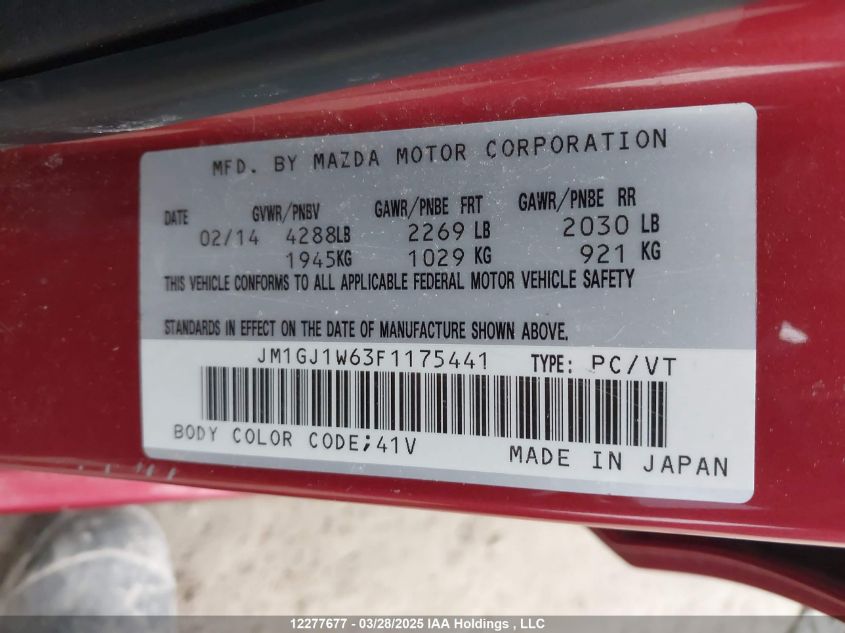 MFD. BY MAZDA MOTOR CORPORATION
DATE GVWR/PNBV GAWR/PNBE FRT GAWR/PNBE RR
02/14 4288LB 2269 LB 2030 LB
1945KG 1029 KG 921 KG
THIS VEHICLE CONFORMS TO ALL APPLICABLE FEDERAL MOTOR VEHICLE SAFETY
STANDARDS IN EFFECT ON THE DATE OF MANUFACTURE SHOWN ABOVE.
JM1GJ1W63F1175441 TYPE: PC/VT
BODY COLOR CODE;41V
MADE IN JAPAN
12277677 - 03/28/2025 IAA Holdings , LLC